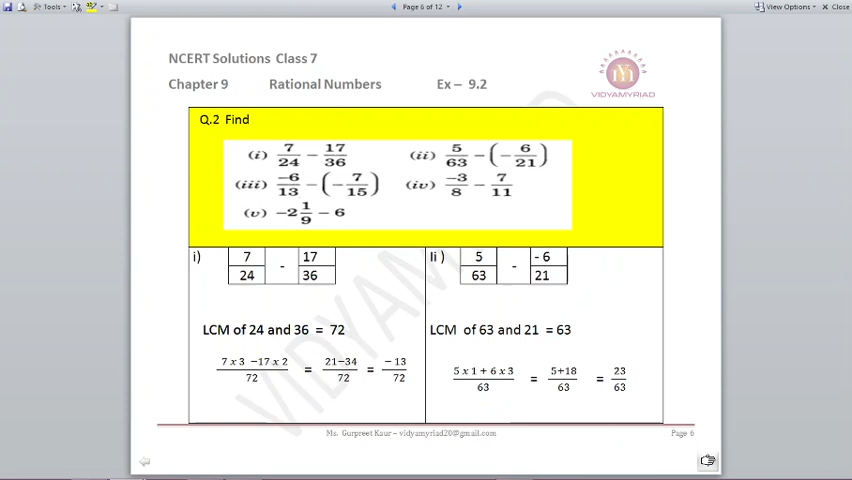 Tools
Page 6 of 12
View Options
Close
NCERT Solutions Class 7
Chapter 9 Rational Numbers Ex – 9.2
VIDYAMYRIAD
Q.2 Find
(i) 7/24 − 17/36 (ii) 5/63 − (− 6/21)
(iii) −6/13 − (− 7/15) (iv) −3/8 − 7/11
(v) −2 1/9 − 6
i) 7/24 - 17/36
LCM of 24 and 36 = 72
7 x 3 −17 x 2/72 = 21−34/72 = − 13/72
Ii ) 5/63 - - 6/21
LCM of 63 and 21 = 63
5 x 1 + 6 x 3/63 = 5+18/63 = 23/63
Ms. Gurpreet Kaur – vidyamyriad20@gmail.com Page 6